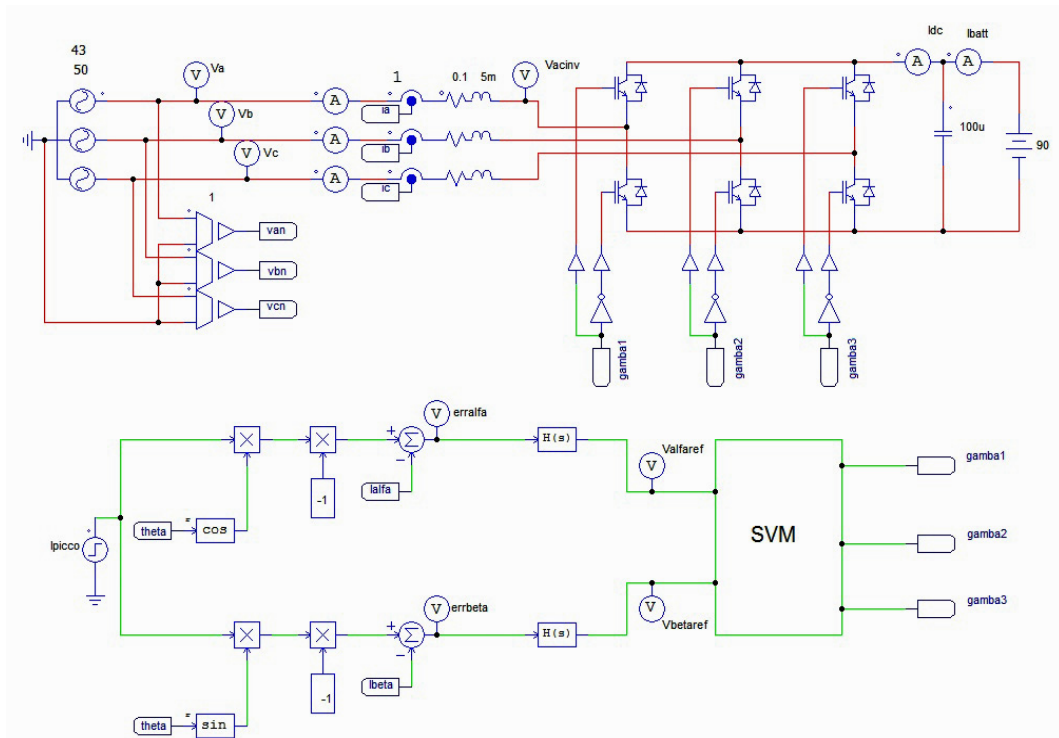 43
50
Va
Vb
Vc
V
V
V
A
A
A
1
ia
ib
ic
0.1 5m
Vacinv
V
Idc
Ibatt
A
A
100u
90
1
van
vbn
vcn
gamba1
gamba2
gamba3
V
erralfa
H(s)
Valfaref
V
Ialfa
-1
theta
cos
Ipicco
SVM
gamba1
gamba2
gamba3
V
errbeta
H(s)
V
Vbetaref
Ibeta
-1
theta
sin